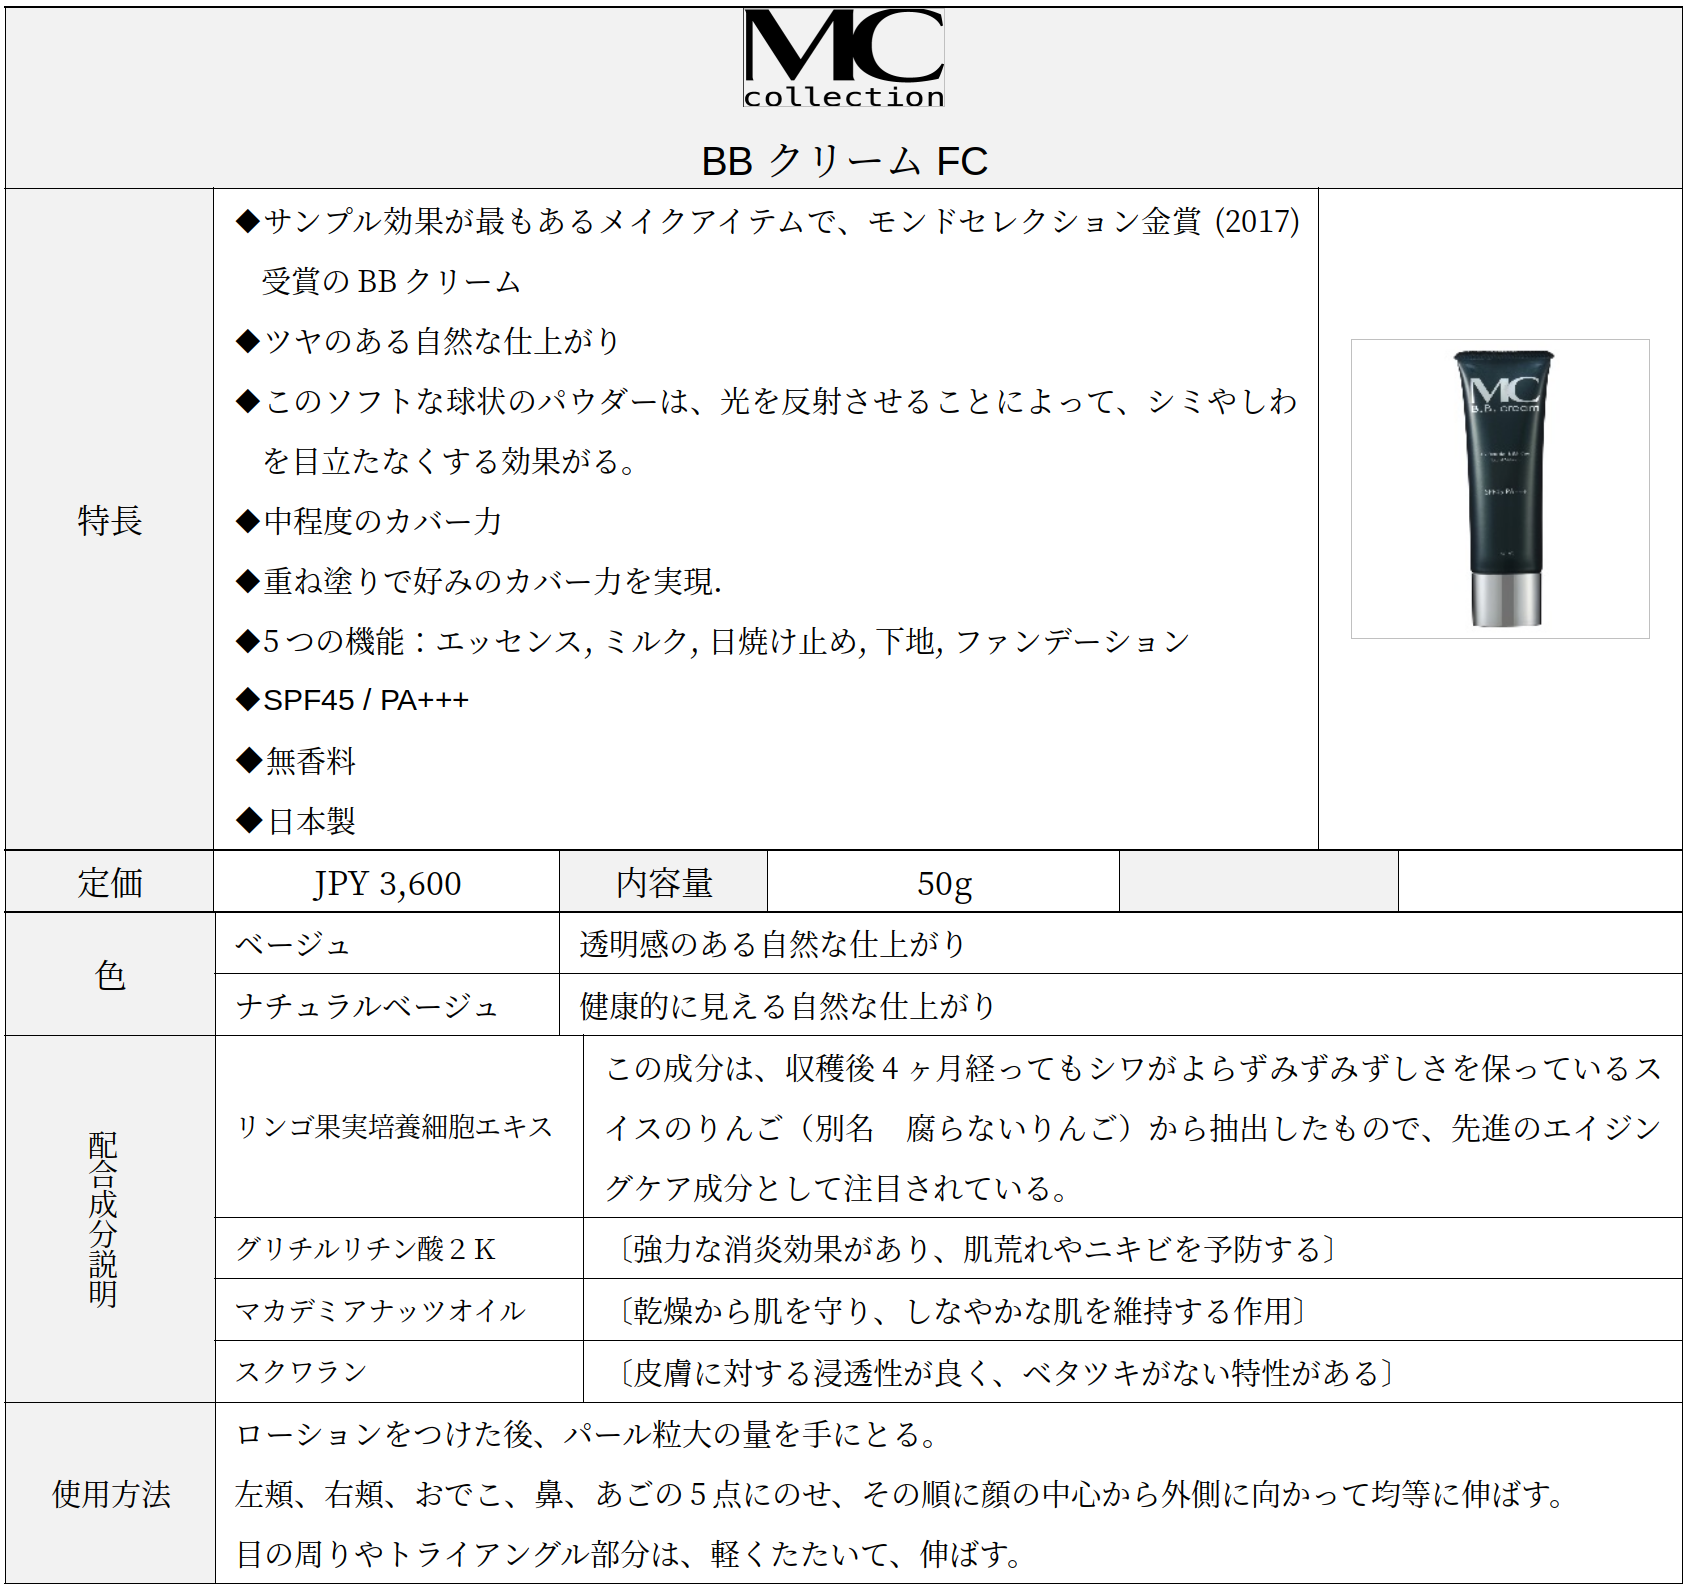 MC
collection
BB クリーム FC
特長
◆サンプル効果が最もあるメイクアイテムで、モンドセレクション金賞 (2017)
受賞の BB クリーム
◆ツヤのある自然な仕上がり
◆このソフトな球状のパウダーは、光を反射させることによって、シミやしわ
を目立たなくする効果がる。
◆中程度のカバー力
◆重ね塗りで好みのカバー力を実現.
◆5 つの機能：エッセンス, ミルク, 日焼け止め, 下地, ファンデーション
◆SPF45 / PA+++
◆無香料
◆日本製
MC
B.B. cream
定価
JPY 3,600
内容量
50g
色
ベージュ
透明感のある自然な仕上がり
ナチュラルベージュ
健康的に見える自然な仕上がり
配合成分説明
リンゴ果実培養細胞エキス
この成分は、収穫後 4 ヶ月経ってもシワがよらずみずみずしさを保っているス
イスのりんご（別名　腐らないりんご）から抽出したもので、先進のエイジン
グケア成分として注目されている。
グリチルリチン酸２Ｋ
〔強力な消炎効果があり、肌荒れやニキビを予防する〕
マカデミアナッツオイル
〔乾燥から肌を守り、しなやかな肌を維持する作用〕
スクワラン
〔皮膚に対する浸透性が良く、ベタツキがない特性がある〕
使用方法
ローションをつけた後、パール粒大の量を手にとる。
左頬、右頬、おでこ、鼻、あごの 5 点にのせ、その順に顔の中心から外側に向かって均等に伸ばす。
目の周りやトライアングル部分は、軽くたたいて、伸ばす。